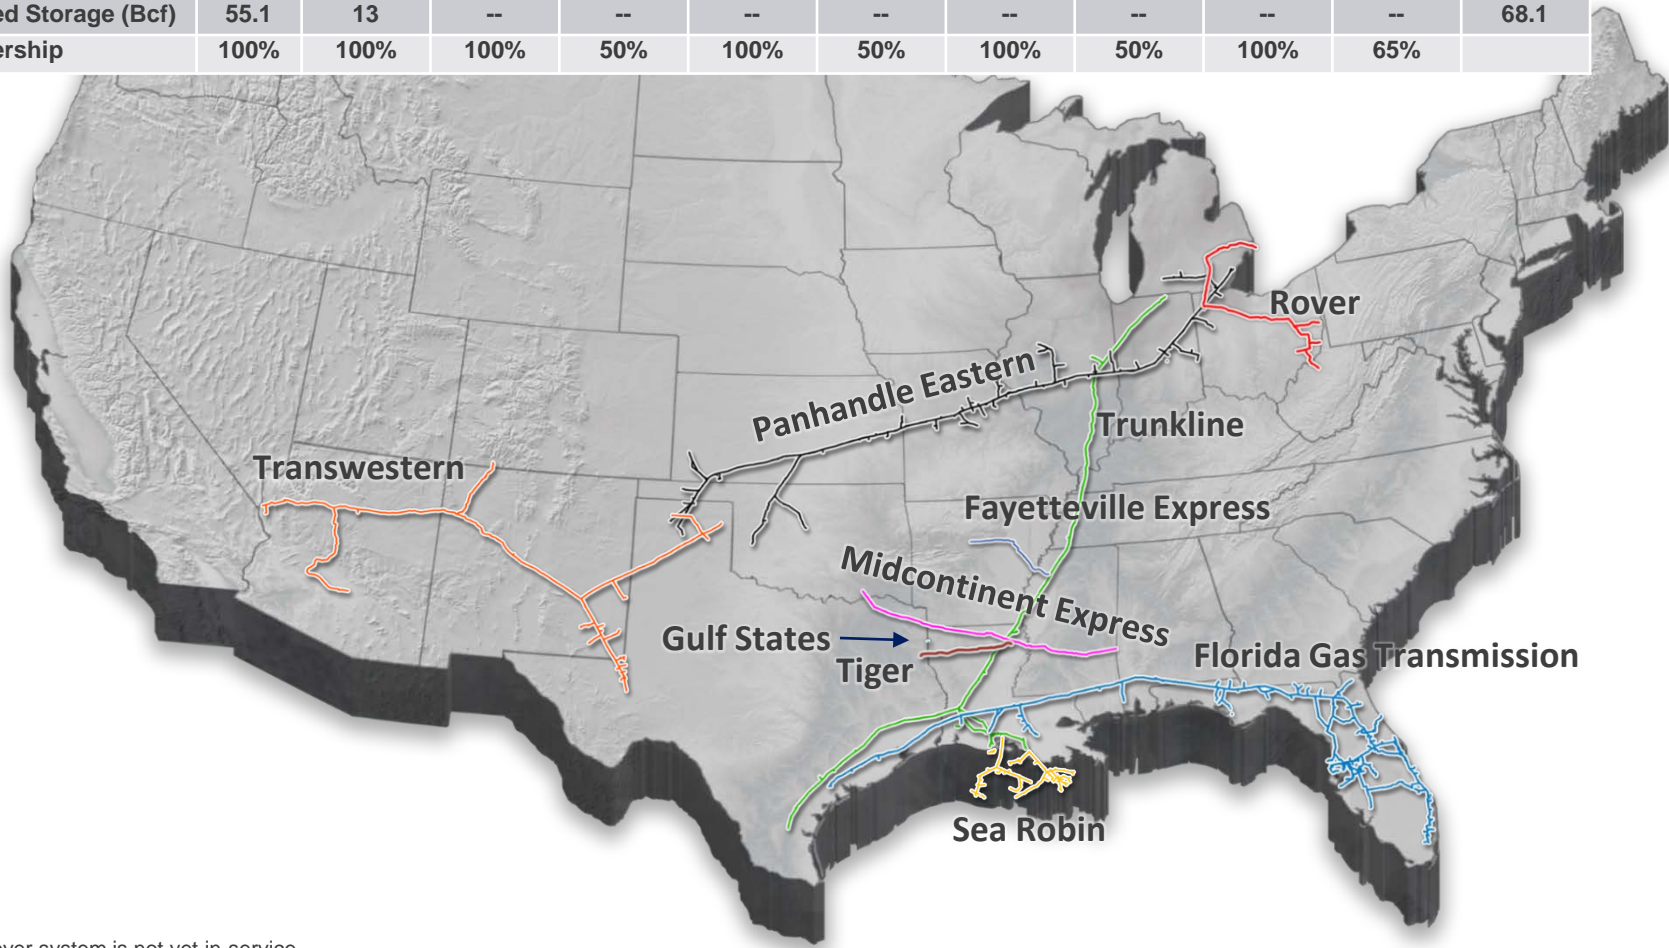 ed Storage (Bcf) 55.1 13 -- -- -- -- -- -- -- -- 68.1
ership 100% 100% 100% 50% 100% 50% 100% 50% 100% 65%
Rover
Panhandle Eastern
Trunkline
Transwestern
Fayetteville Express
Midcontinent Express
Gulf States
Tiger
Florida Gas Transmission
Sea Robin
over system is not yet in-service